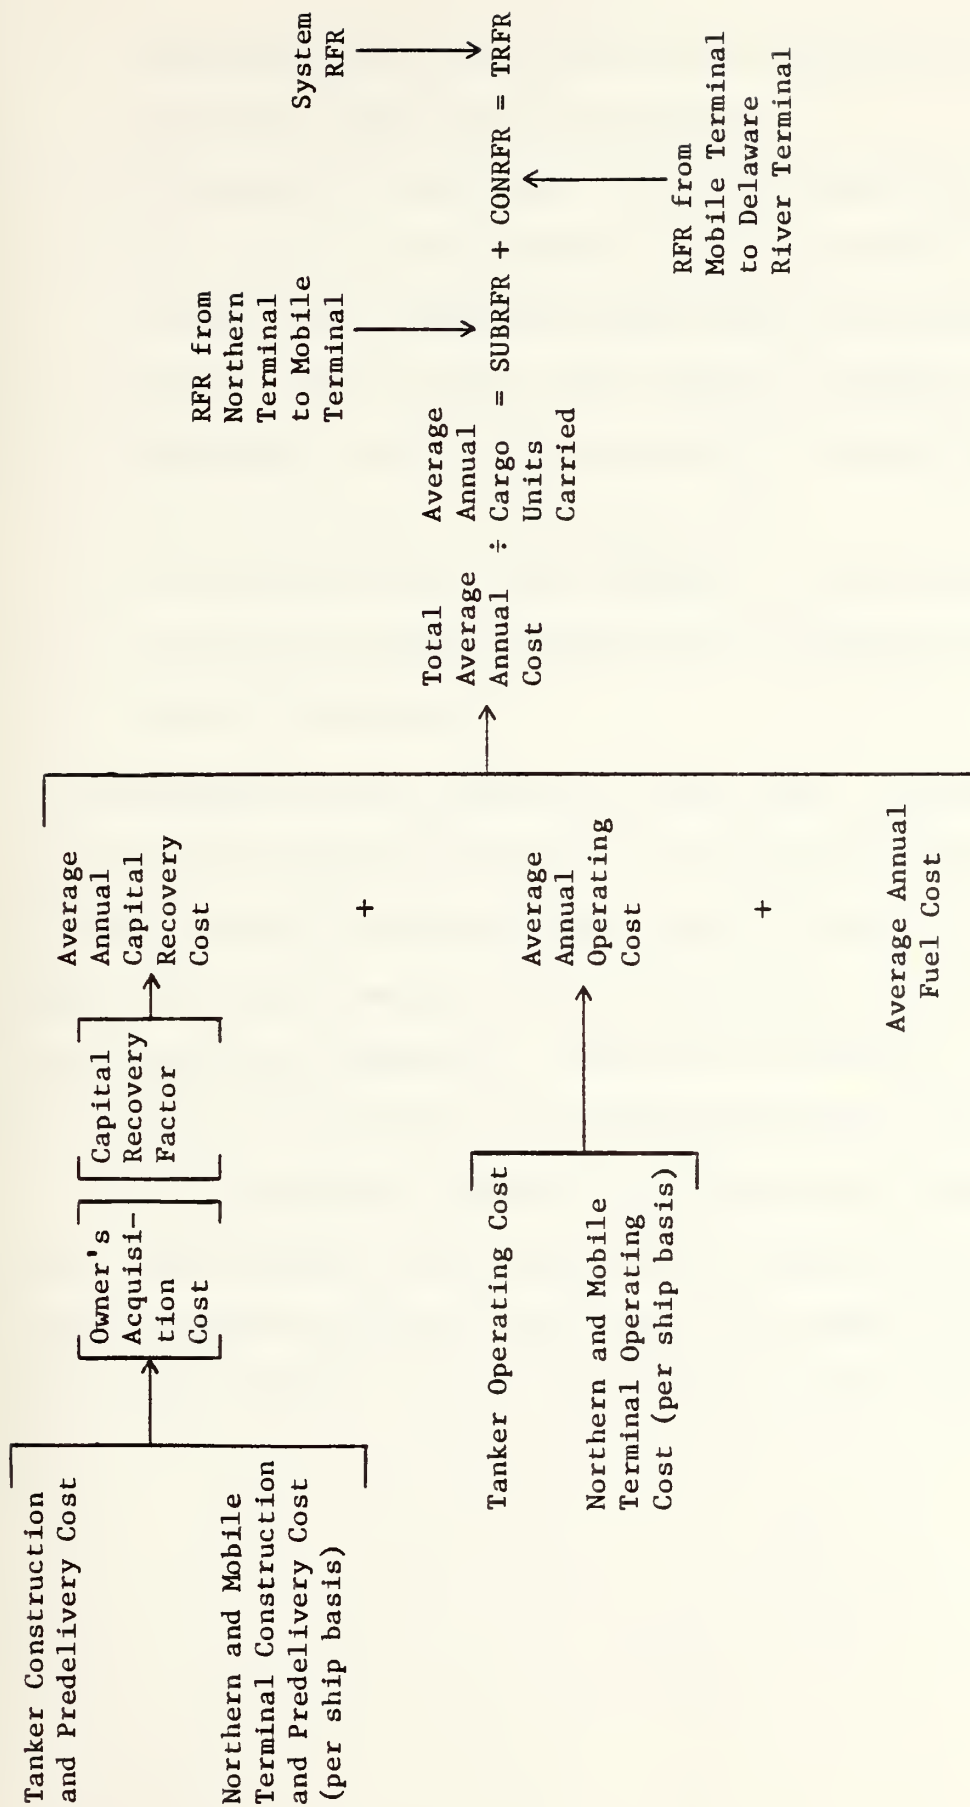 Tanker Construction
and Predelivery Cost
Northern and Mobile
Terminal Construction
and Predelivery Cost
(per ship basis)
Owner's
Acquisi-
tion
Cost
Capital
Recovery
Factor
Average
Annual
Capital
Recovery
Cost
+
Tanker Operating Cost
Northern and Mobile
Terminal Operating
Cost (per ship basis)
Average
Annual
Operating
Cost
+
Average Annual
Fuel Cost
Total
Average
Annual
Cost
÷
Average
Annual
Cargo
Units
Carried
= SUBRFR + CONRFR = TRFR
RFR from
Northern
Terminal
to Mobile
Terminal
System
RFR
RFR from
Mobile Terminal
to Delaware
River Terminal